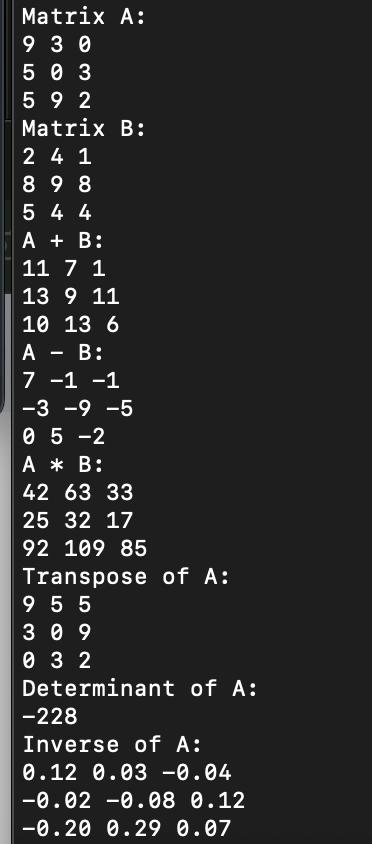 Matrix A:
9 3 0
5 0 3
5 9 2
Matrix B:
2 4 1
8 9 8
5 4 4
A + B:
11 7 1
13 9 11
10 13 6
A - B:
7 -1 -1
-3 -9 -5
0 5 -2
A * B:
42 63 33
25 32 17
92 109 85
Transpose of A:
9 5 5
3 0 9
0 3 2
Determinant of A:
-228
Inverse of A:
0.12 0.03 -0.04
-0.02 -0.08 0.12
-0.20 0.29 0.07